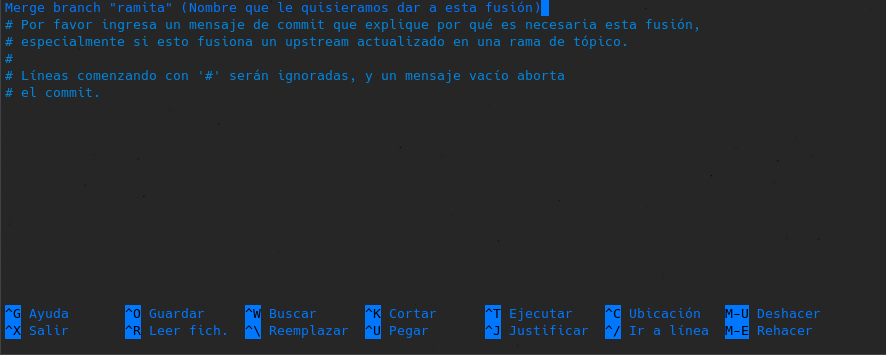 Merge branch "ramita" (Nombre que le quisieramos dar a esta fusión)
# Por favor ingresa un mensaje de commit que explique por qué es necesaria esta fusión,
# especialmente si esto fusiona un upstream actualizado en una rama de tópico.
#
# Líneas comenzando con '#' serán ignoradas, y un mensaje vacío aborta
# el commit.
^G Ayuda ^O Guardar ^W Buscar ^K Cortar ^T Ejecutar ^C Ubicación M-U Deshacer
^X Salir ^R Leer fich. ^\ Reemplazar ^U Pegar ^J Justificar ^/ Ir a línea M-E Rehacer